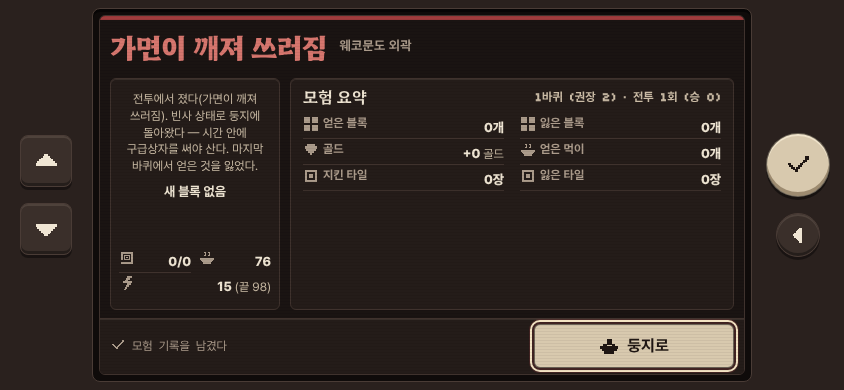 가면이 깨져 쓰러짐 웨코문도 외곽
전투에서 졌다(가면이 깨져
쓰러짐). 빈사 상태로 둥지에
돌아왔다 — 시간 안에
구급상자를 써야 산다. 마지막
바퀴에서 얻은 것을 잃었다.
새 블록 없음
0/0 76
15 (끝 98)
모험 요약 1바퀴 (권장 2) · 전투 1회 (승 0)
얻은 블록 0개 잃은 블록 0개
골드 +0 골드 얻은 먹이 0개
지킨 타일 0장 잃은 타일 0장
모험 기록을 남겼다
둥지로